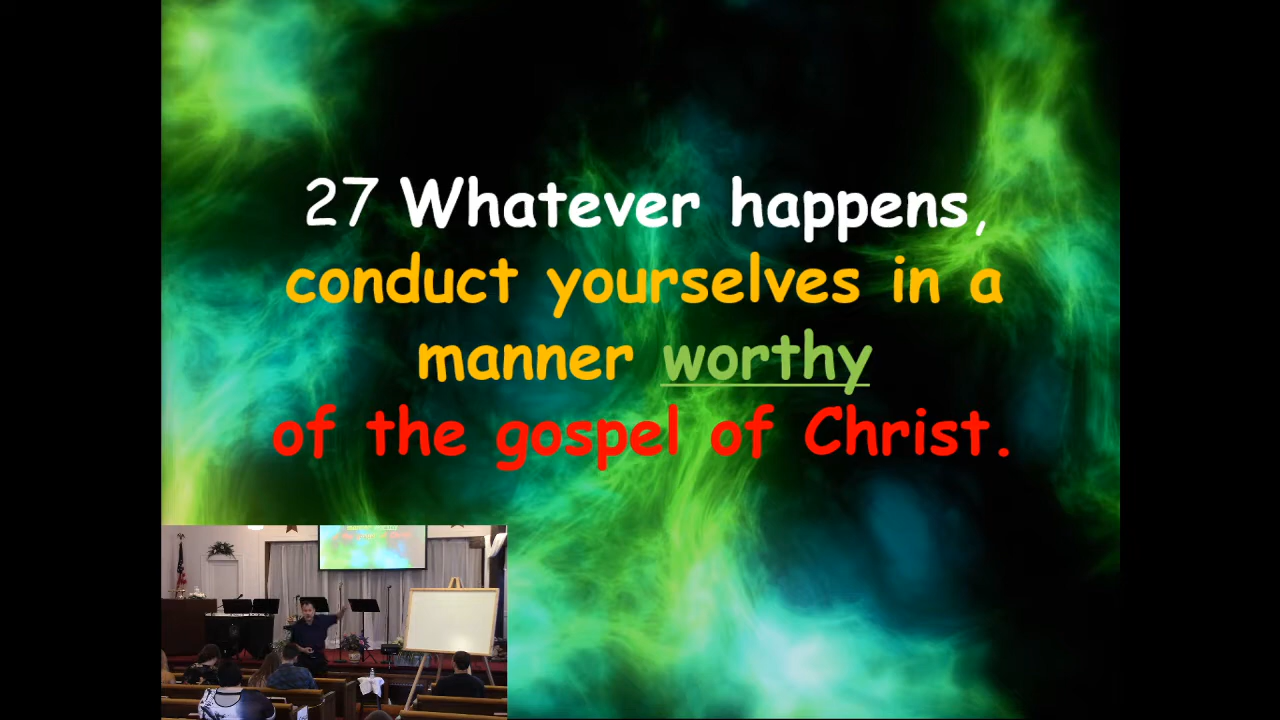 27 Whatever happens,
conduct yourselves in a
manner worthy
of the gospel of Christ.